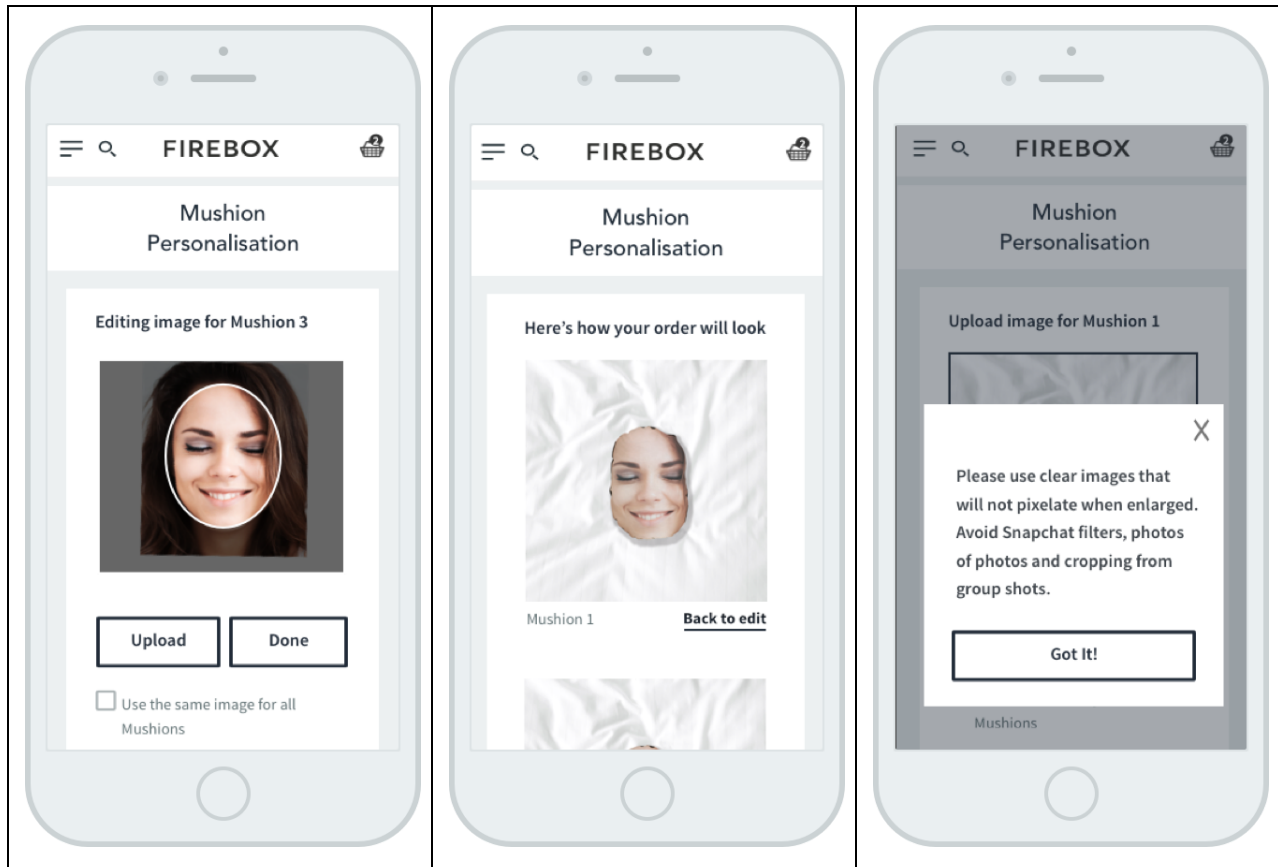 FIREBOX
2
Mushion
Personalisation
Editing image for Mushion 3
Upload
Done
Use the same image for all
Mushions
FIREBOX
2
Mushion
Personalisation
Here's how your order will look
Mushion 1
Back to edit
FIREBOX
2
Mushion
Personalisation
Upload image for Mushion 1
X
Please use clear images that
will not pixelate when enlarged.
Avoid Snapchat filters, photos
of photos and cropping from
group shots.
Got It!
Mushions